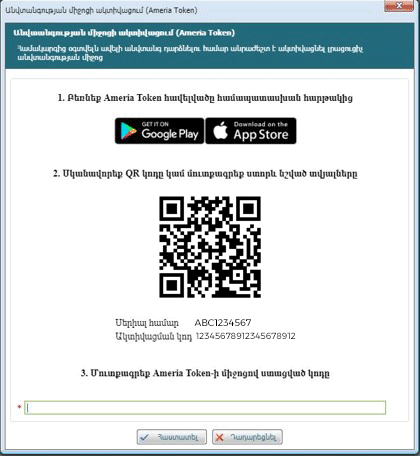 Անվտանգության միջոցի ակտիվացում (Ameria Token)
Անվտանգության միջոցի ակտիվացում (Ameria Token)
Համակարգից օգտվելն ավելի անվտանգ դարձնելու համար անրաժեշտ է ակտիվացնել լրացուցիչ
անվտանգության միջոց
1. Բեռնեք Ameria Token հավելվածը համապատասխան հարթակից
GET IT ON
Google Play
Download on the
App Store
2. Սկանավորեք QR կոդը կամ մուտքագրեք ստորև նշված տվյալները
Սերիալ համար ABC1234567
Ակտիվացման կոդ 12345678912345678912
3. Մուտքագրեք Ameria Token-ի միջոցով ստացված կոդը
*
Հաստատել
Դադարեցնել